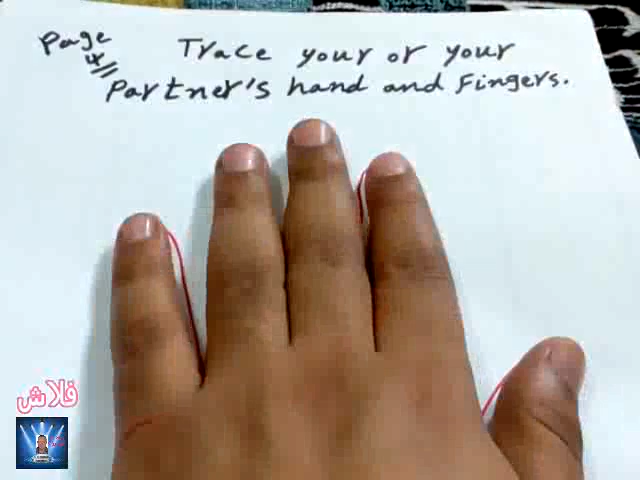 Page 4
Trace your or your
Partner's hand and Fingers.
فلاش